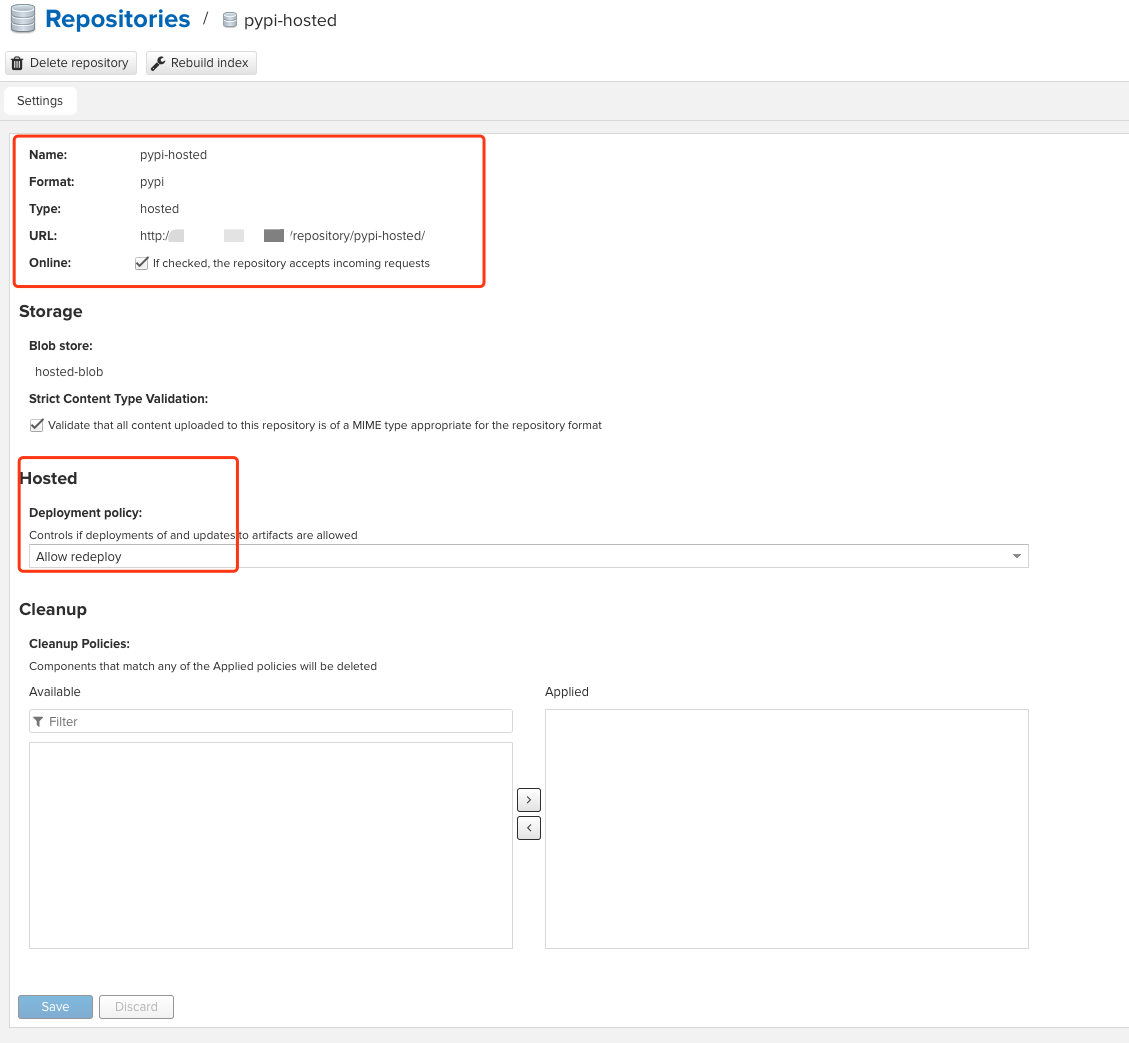 Repositories / pypi-hosted
Delete repository Rebuild index
Settings
Name: pypi-hosted
Format: pypi
Type: hosted
URL: http:/ /repository/pypi-hosted/
Online: If checked, the repository accepts incoming requests
Storage
Blob store:
hosted-blob
Strict Content Type Validation:
Validate that all content uploaded to this repository is of a MIME type appropriate for the repository format
Hosted
Deployment policy:
Controls if deployments of and updates to artifacts are allowed
Allow redeploy
Cleanup
Cleanup Policies:
Components that match any of the Applied policies will be deleted
Available Applied
Filter
>
<
Save Discard